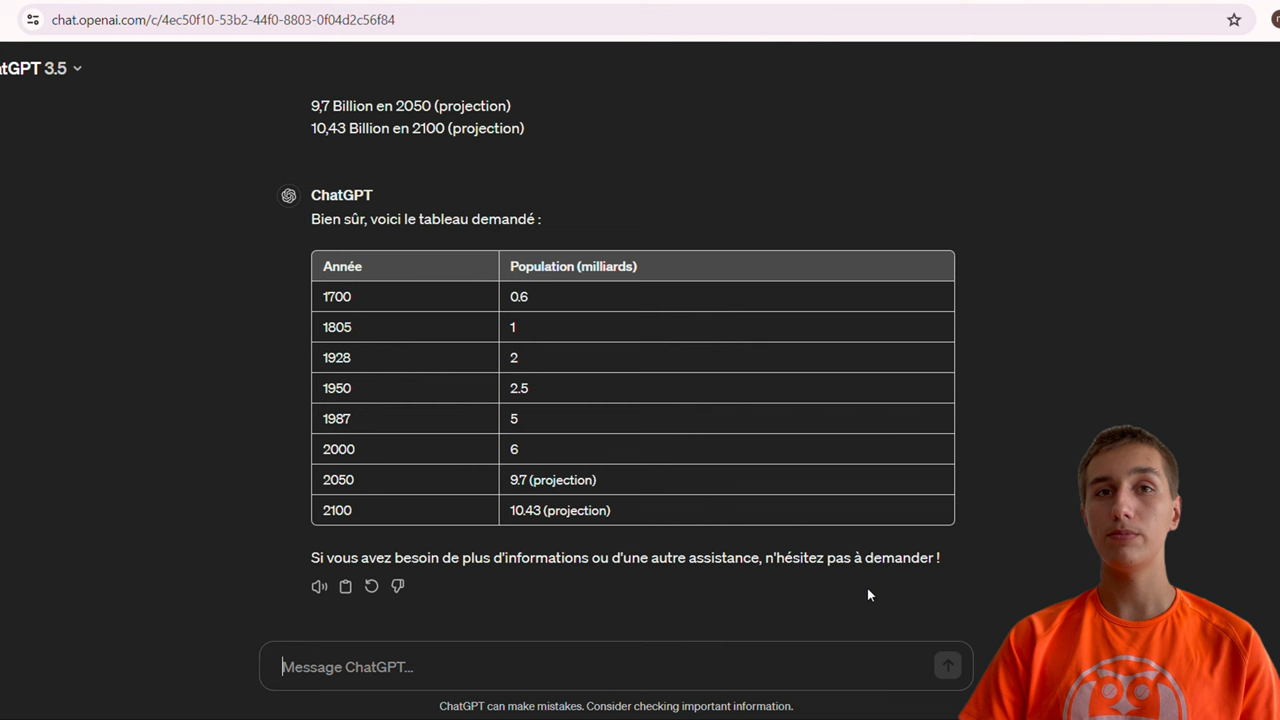 chat.openai.com/c/4ec50f10-53b2-44f0-8803-0f04d2c56f84
atGPT 3.5
9,7 Billion en 2050 (projection)
10,43 Billion en 2100 (projection)
ChatGPT
Bien sûr, voici le tableau demandé :
Année Population (milliards)
1700 0.6
1805 1
1928 2
1950 2.5
1987 5
2000 6
2050 9.7 (projection)
2100 10.43 (projection)
Si vous avez besoin de plus d'informations ou d'une autre assistance, n'hésitez pas à demander !
Message ChatGPT...
ChatGPT can make mistakes. Consider checking important information.